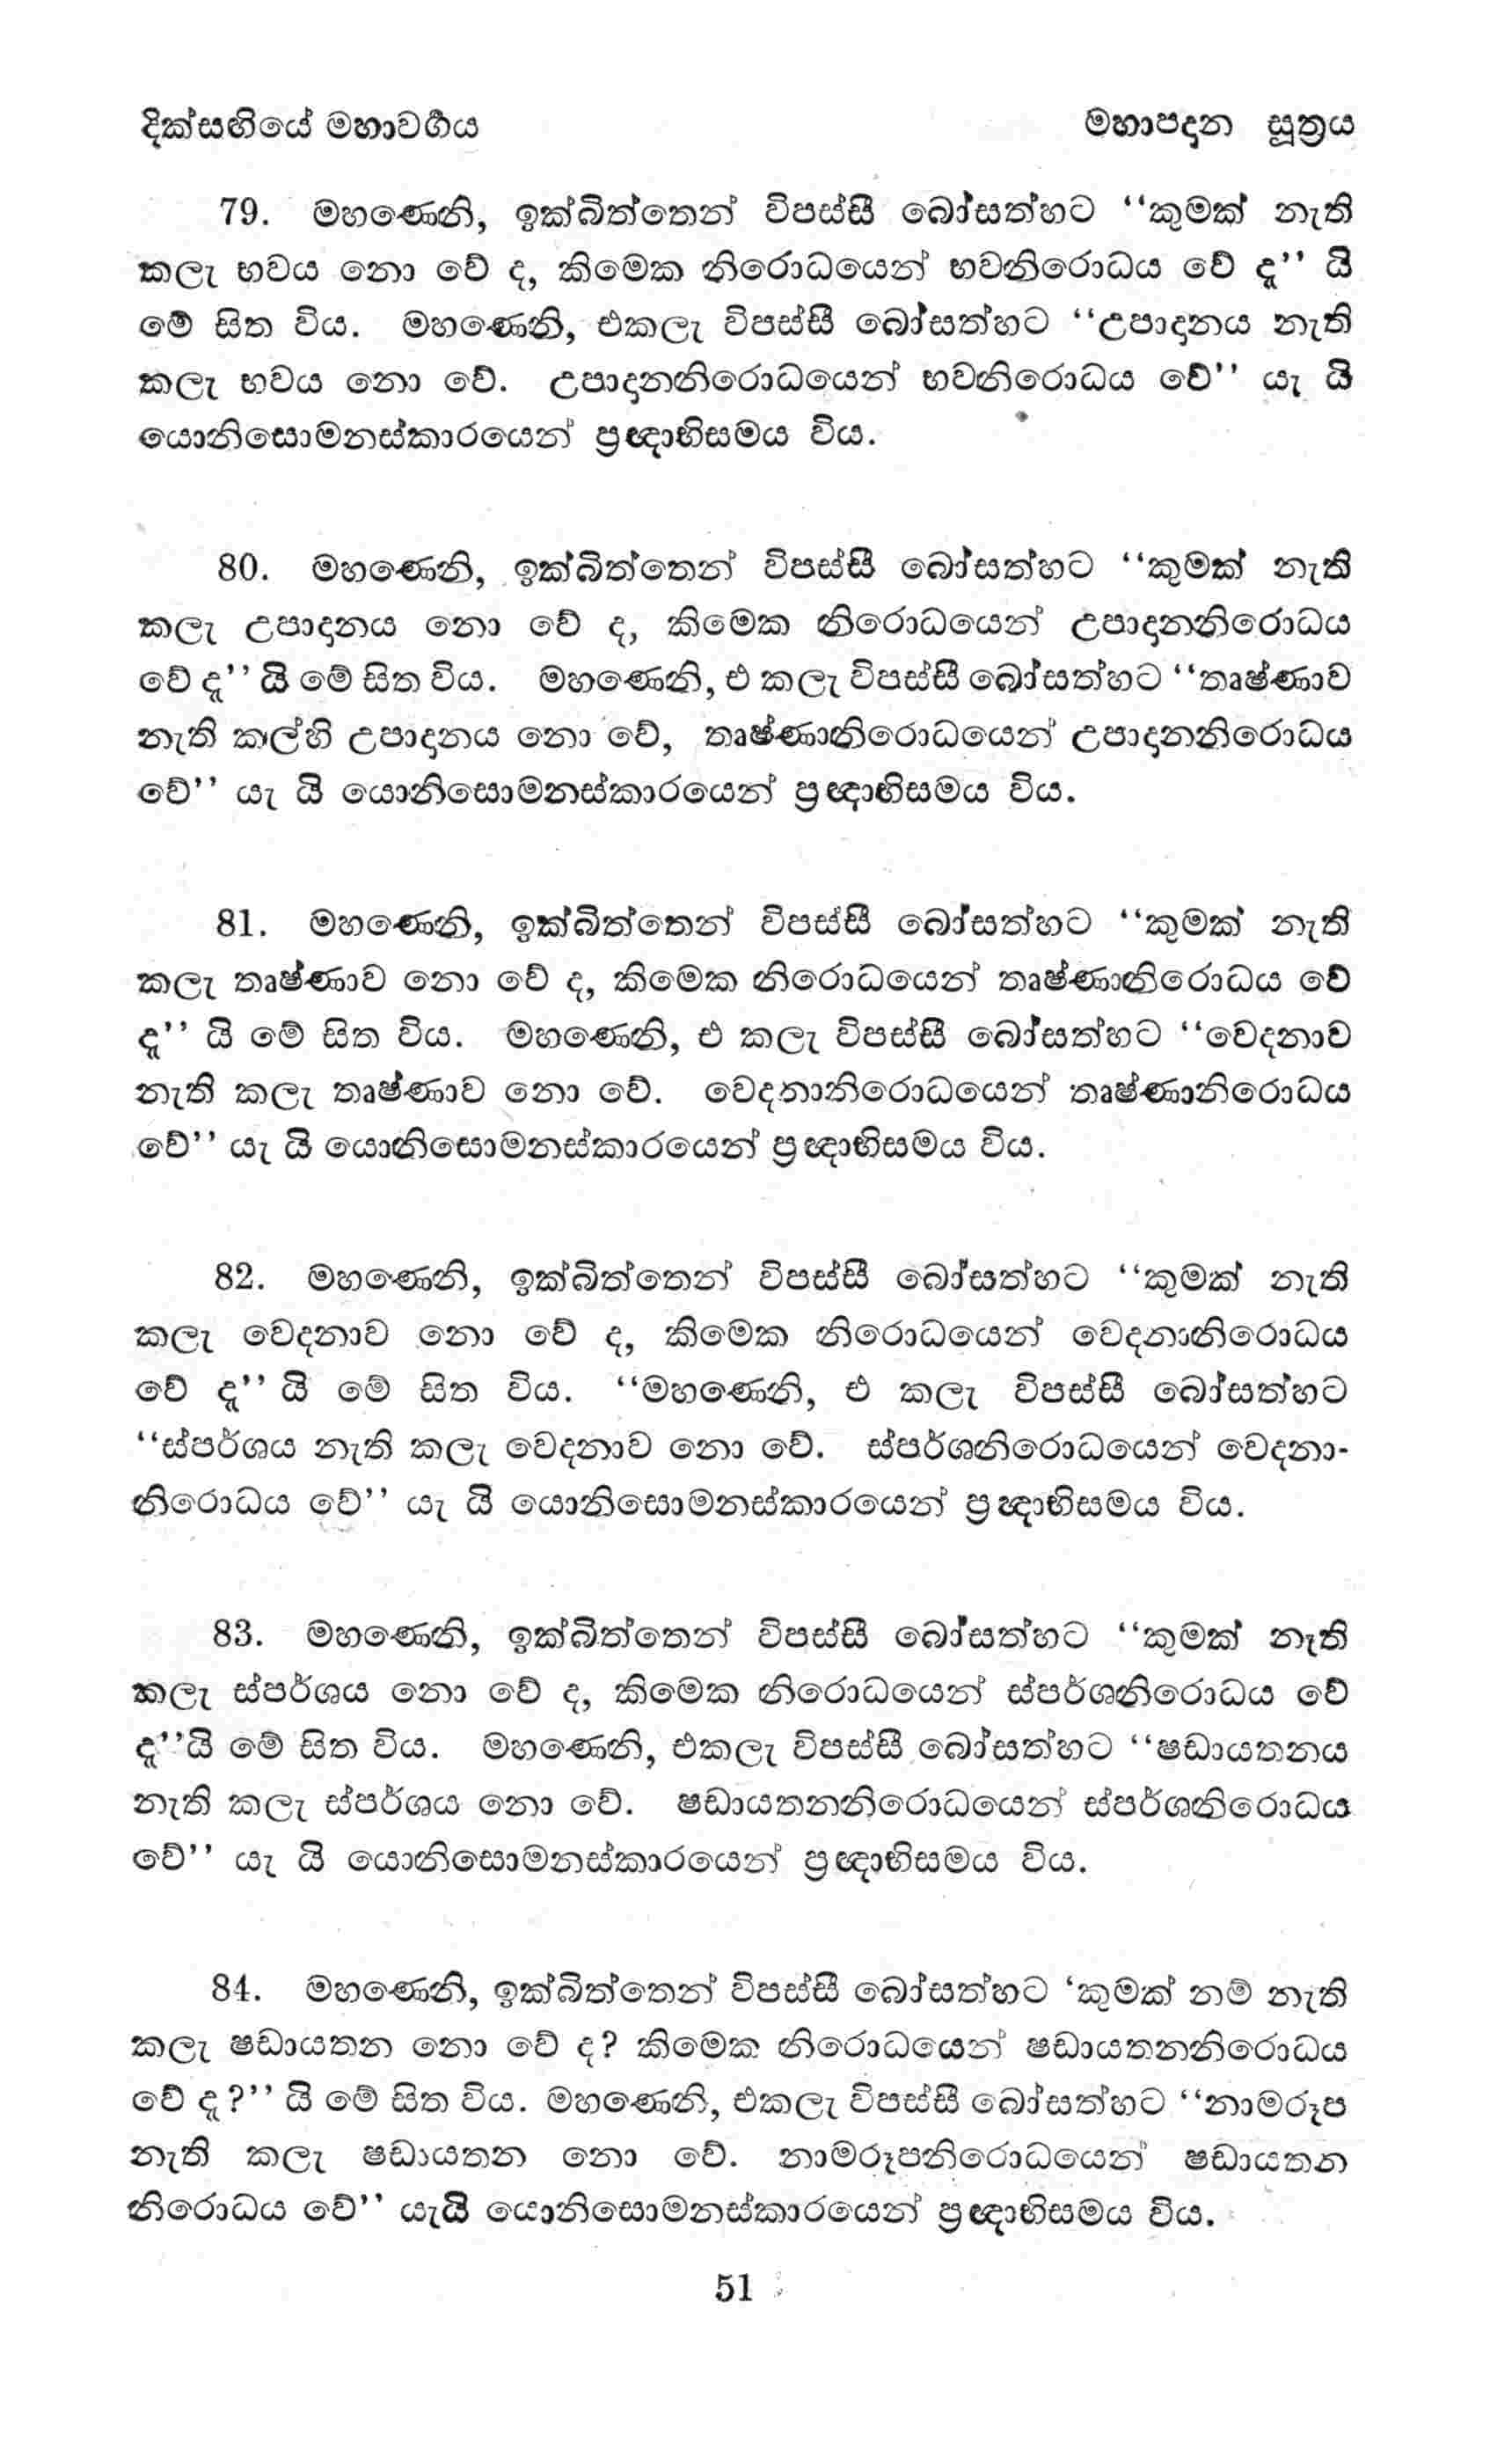 දික්සඟියේ මහාවර්‍ගය
මහාපදාන සූත්‍රය
79. මහණෙනි, ඉක්බිත්තෙන් විපස්සී බෝසත්හට “කුමක් නැති
කලැ භවය නො වේ ද, කිමෙක නිරොධයෙන් භවනිරොධය වේ දැ” යි
මේ සිත විය. මහණෙනි, එකලැ විපස්සී බෝසත්හට “උපාදානය නැති
කලැ භවය නො වේ. උපාදානනිරොධයෙන් භවනිරොධය වේ” යැ යි
යොනිසොමනස්කාරයෙන් ප්‍රඥාභිසමය විය.
80. මහණෙනි, ඉක්බිත්තෙන් විපස්සී බෝසත්හට “කුමක් නැති
කලැ උපාදානය නො වේ ද, කිමෙක නිරොධයෙන් උපාදානනිරොධය
වේ දැ” යි මේ සිත විය. මහණෙනි, එ කලැ විපස්සී බෝසත්හට “තෘෂ්ණාව
නැති කල්හි උපාදානය නො වේ, තෘෂ්ණානිරොධයෙන් උපාදානනිරොධය
වේ” යැ යි යොනිසොමනස්කාරයෙන් ප්‍රඥාභිසමය විය.
81. මහණෙනි, ඉක්බිත්තෙන් විපස්සී බෝසත්හට “කුමක් නැති
කලැ තෘෂ්ණාව නො වේ ද, කිමෙක නිරොධයෙන් තෘෂ්ණානිරොධය වේ
දැ” යි මේ සිත විය. මහණෙනි, එ කලැ විපස්සී බෝසත්හට “වෙදනාව
නැති කලැ තෘෂ්ණාව නො වේ. වෙදනානිරොධයෙන් තෘෂ්ණානිරොධය
වේ” යැ යි යොනිසොමනස්කාරයෙන් ප්‍රඥාභිසමය විය.
82. මහණෙනි, ඉක්බිත්තෙන් විපස්සී බෝසත්හට “කුමක් නැති
කලැ වෙදනාව නො වේ ද, කිමෙක නිරොධයෙන් වෙදනානිරොධය
වේ දැ” යි මේ සිත විය. “මහණෙනි, එ කලැ විපස්සී බෝසත්හට
“ස්පර්ශය නැති කලැ වෙදනාව නො වේ. ස්පර්ශනිරොධයෙන් වෙදනා-
නිරොධය වේ” යැ යි යොනිසොමනස්කාරයෙන් ප්‍රඥාභිසමය විය.
83. මහණෙනි, ඉක්බිත්තෙන් විපස්සී බෝසත්හට “කුමක් නැති
කලැ ස්පර්ශය නො වේ ද, කිමෙක නිරොධයෙන් ස්පර්ශනිරොධය වේ
දැ”යි මේ සිත විය. මහණෙනි, එකලැ විපස්සී බෝසත්හට “ෂඩායතනය
නැති කලැ ස්පර්ශය නො වේ. ෂඩායතනනිරොධයෙන් ස්පර්ශනිරොධය
වේ” යැ යි යොනිසොමනස්කාරයෙන් ප්‍රඥාභිසමය විය.
84. මහණෙනි, ඉක්බිත්තෙන් විපස්සී බෝසත්හට ‘කුමක් නම් නැති
කලැ ෂඩායතන නො වේ ද? කිමෙක නිරොධයෙන් ෂඩායතනනිරොධය
වේ දැ?” යි මේ සිත විය. මහණෙනි, එකලැ විපස්සී බෝසත්හට “නාමරූප
නැති කලැ ෂඩායතන නො වේ. නාමරූපනිරොධයෙන් ෂඩායතන
නිරොධය වේ” යැයි යොනිසොමනස්කාරයෙන් ප්‍රඥාභිසමය විය.
51